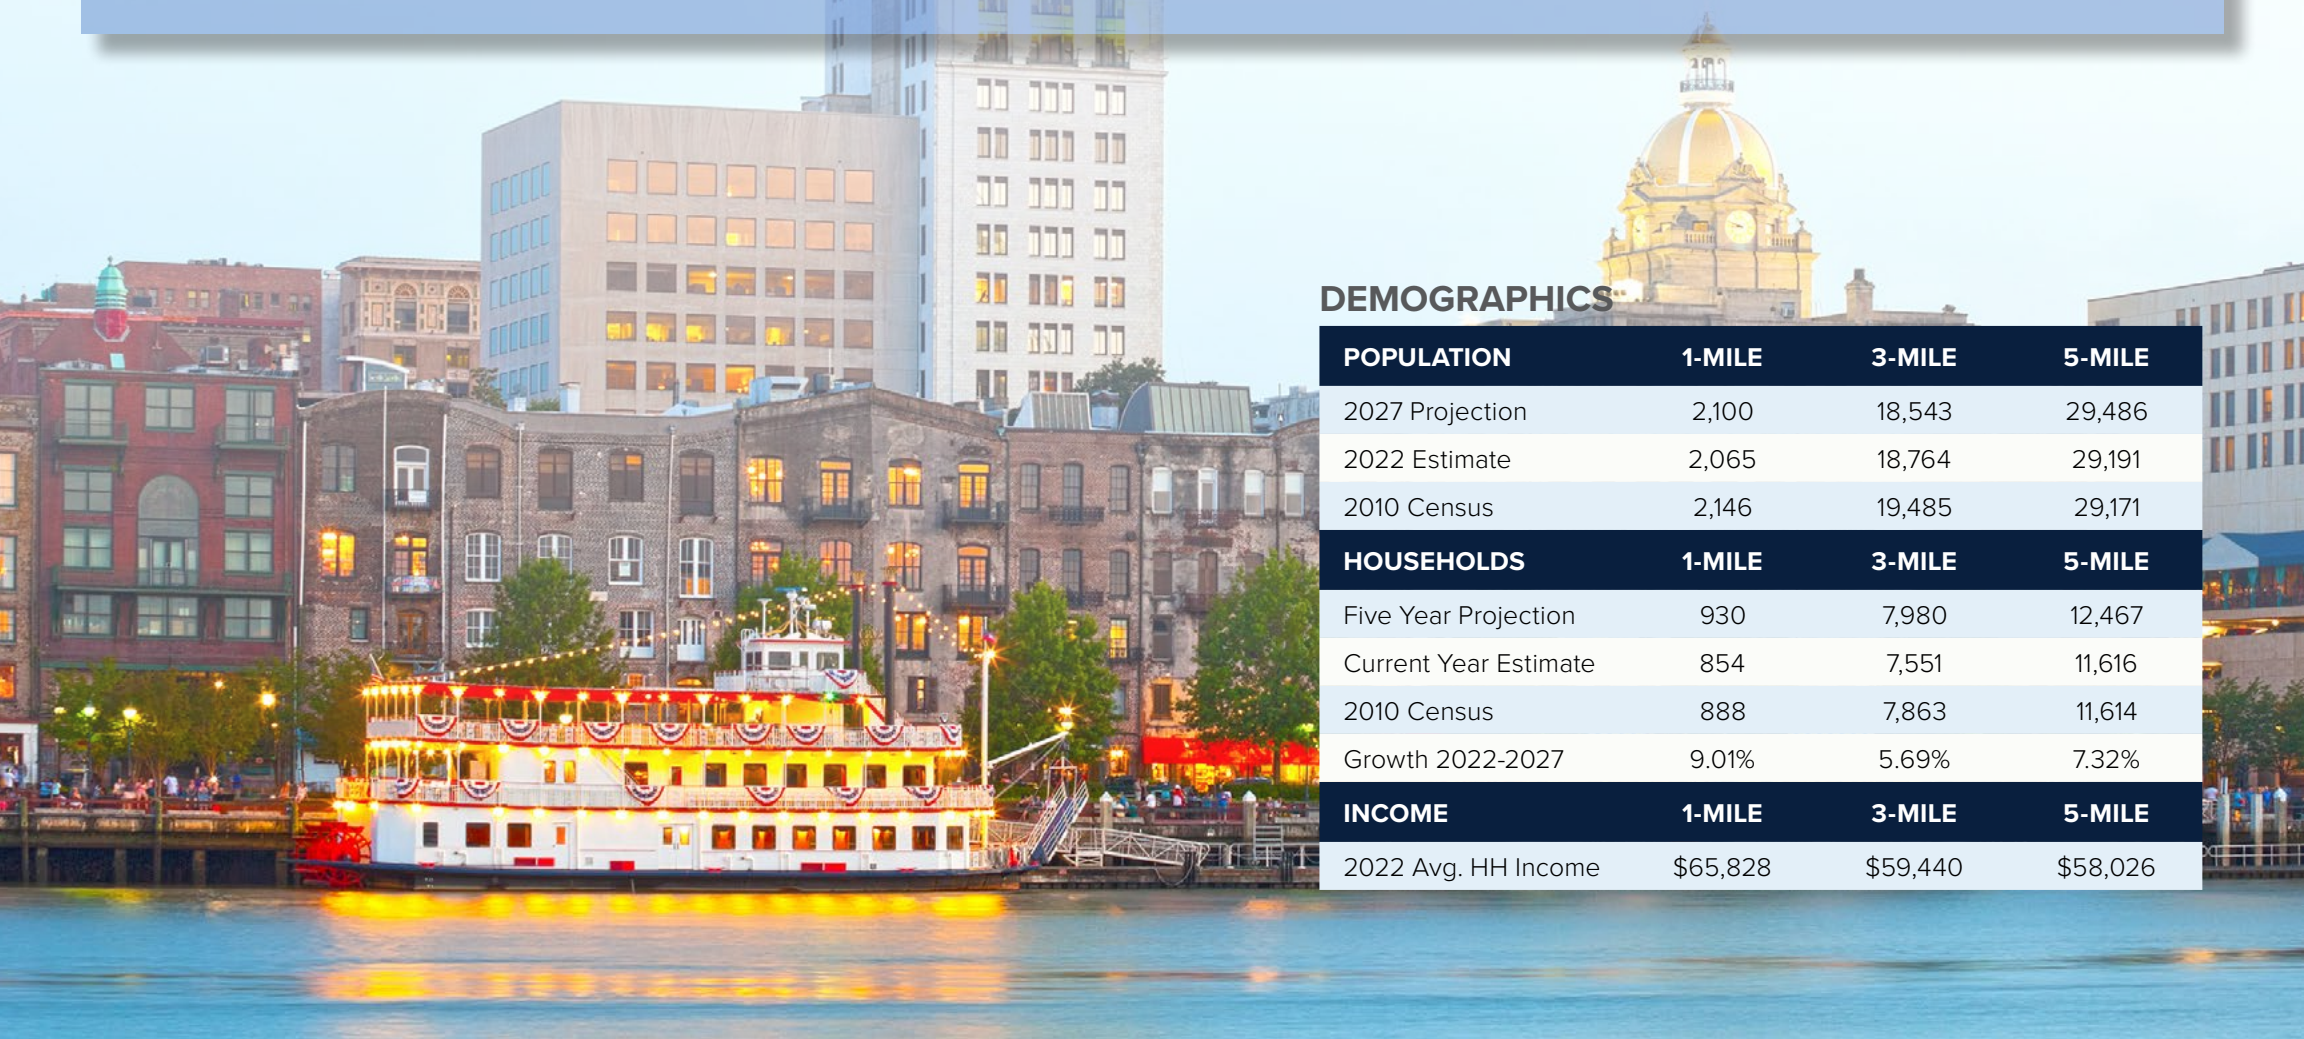 DEMOGRAPHICS
POPULATION 1-MILE 3-MILE 5-MILE
2027 Projection 2,100 18,543 29,486
2022 Estimate 2,065 18,764 29,191
2010 Census 2,146 19,485 29,171
HOUSEHOLDS 1-MILE 3-MILE 5-MILE
Five Year Projection 930 7,980 12,467
Current Year Estimate 854 7,551 11,616
2010 Census 888 7,863 11,614
Growth 2022-2027 9.01% 5.69% 7.32%
INCOME 1-MILE 3-MILE 5-MILE
2022 Avg. HH Income $65,828 $59,440 $58,026